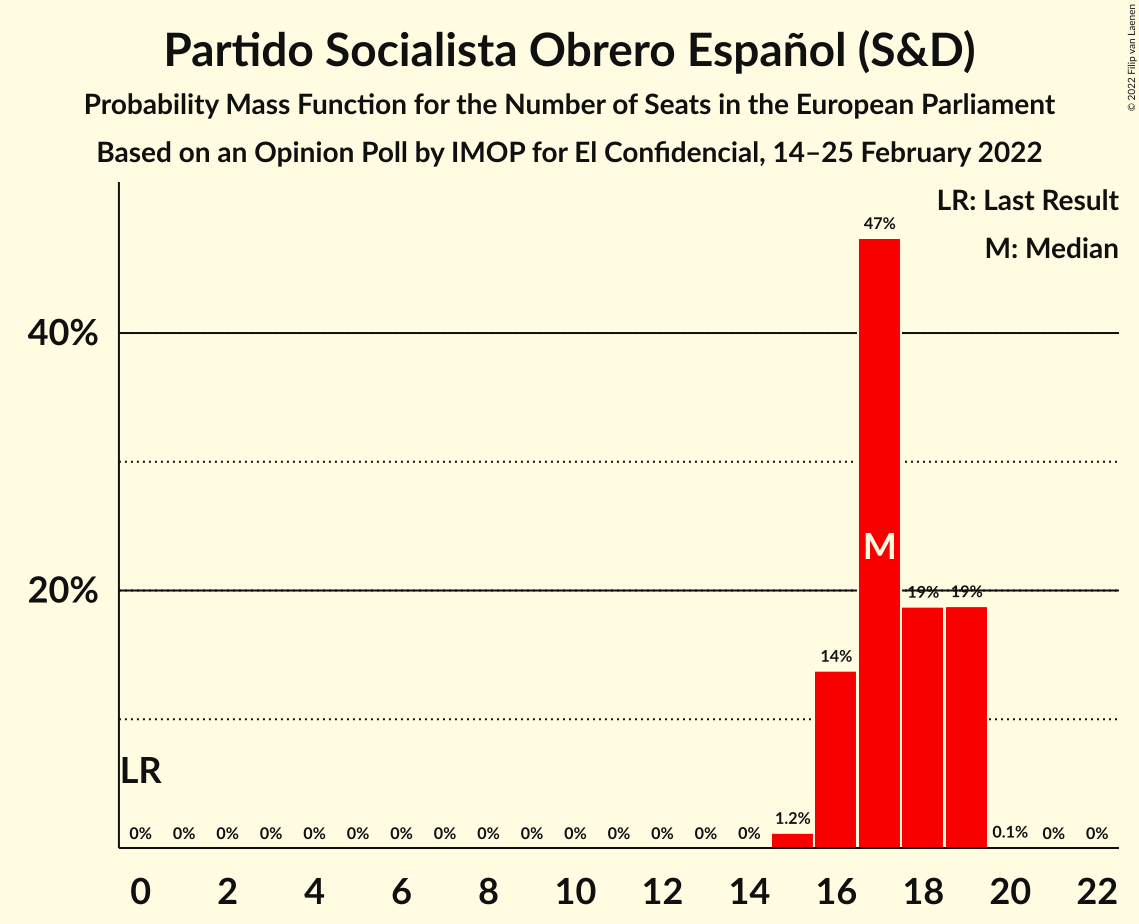 Partido Socialista Obrero Español (S&D)
Probability Mass Function for the Number of Seats in the European Parliament
Based on an Opinion Poll by IMOP for El Confidencial, 14–25 February 2022
© 2022 Filip van Laenen
LR: Last Result
M: Median
47%
40%
M
20%
19% 19%
14%
LR
1.2%
0% 0% 0% 0% 0% 0% 0% 0% 0% 0% 0% 0% 0% 0% 0% 0.1% 0% 0%
0 2 4 6 8 10 12 14 16 18 20 22